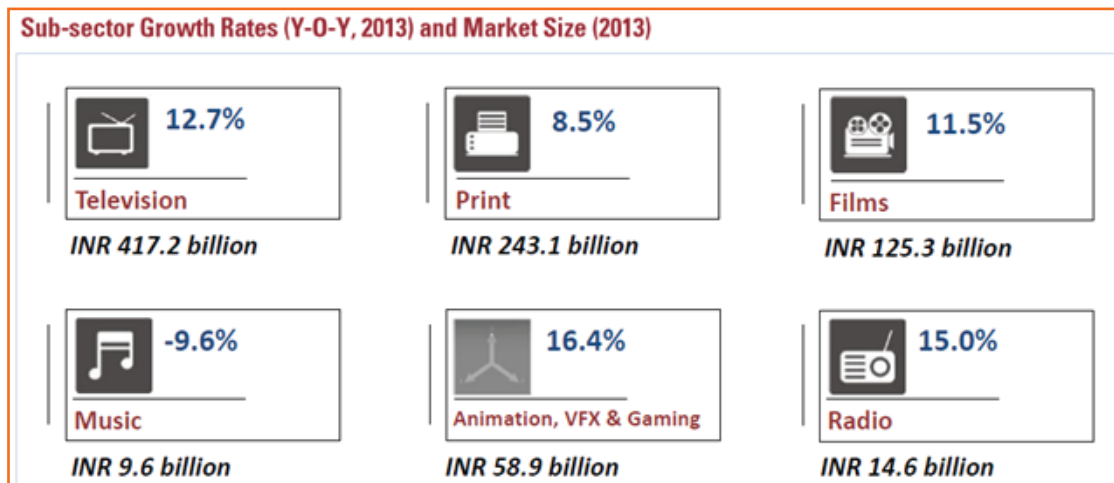 Sub-sector Growth Rates (Y-O-Y, 2013) and Market Size (2013)
12.7%
Television
INR 417.2 billion
8.5%
Print
INR 243.1 billion
11.5%
Films
INR 125.3 billion
-9.6%
Music
INR 9.6 billion
16.4%
Animation, VFX & Gaming
INR 58.9 billion
15.0%
Radio
INR 14.6 billion